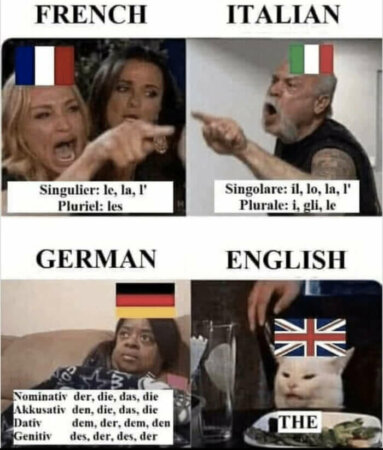 FRENCH
ITALIAN
Singulier: le, la, l'
Pluriel: les
Singolare: il, lo, la, l'
Plurale: i, gli, le
GERMAN
ENGLISH
Nominativ der, die, das, die
Akkusativ den, die, das, die
Dativ dem, der, dem, den
Genitiv des, der, des, der
THE